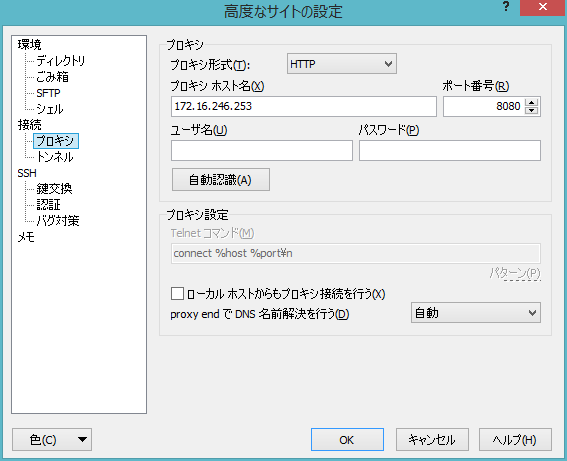 高度なサイトの設定
?
環境
ディレクトリ
ごみ箱
SFTP
シェル
接続
プロキシ
トンネル
SSH
鍵交換
認証
バグ対策
メモ
プロキシ
プロキシ形式(T):
HTTP
プロキシ ホスト名(X)
ポート番号(R)
172.16.246.253
8080
ユーザ名(U)
パスワード(P)
自動認識(A)
プロキシ設定
Telnet コマンド(M)
connect %host %port\n
パターン(P)
ローカル ホストからもプロキシ接続を行う(X)
proxy end で DNS 名前解決を行う(D)
自動
色(C)
OK
キャンセル
ヘルプ(H)